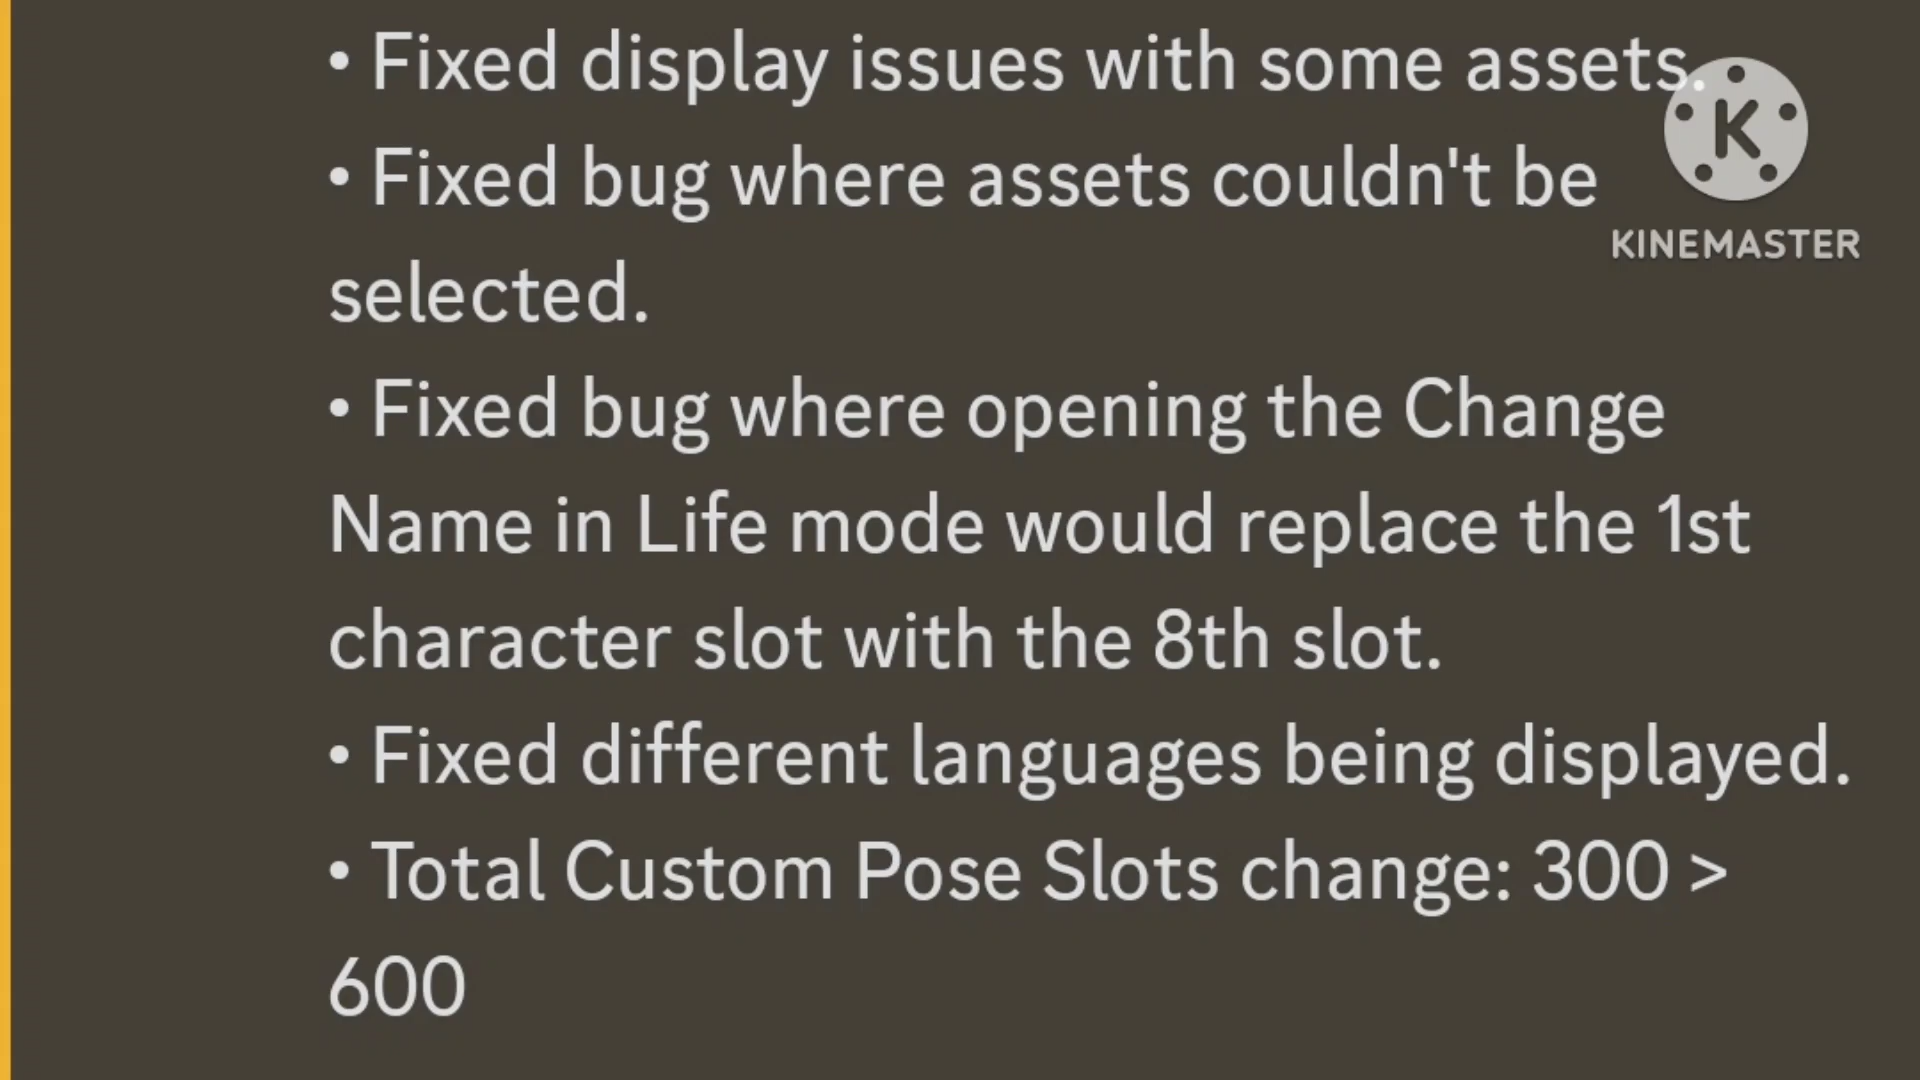 • Fixed display issues with some assets.
• Fixed bug where assets couldn't be
selected.
• Fixed bug where opening the Change
Name in Life mode would replace the 1st
character slot with the 8th slot.
• Fixed different languages being displayed.
• Total Custom Pose Slots change: 300 >
600
K
KINEMASTER